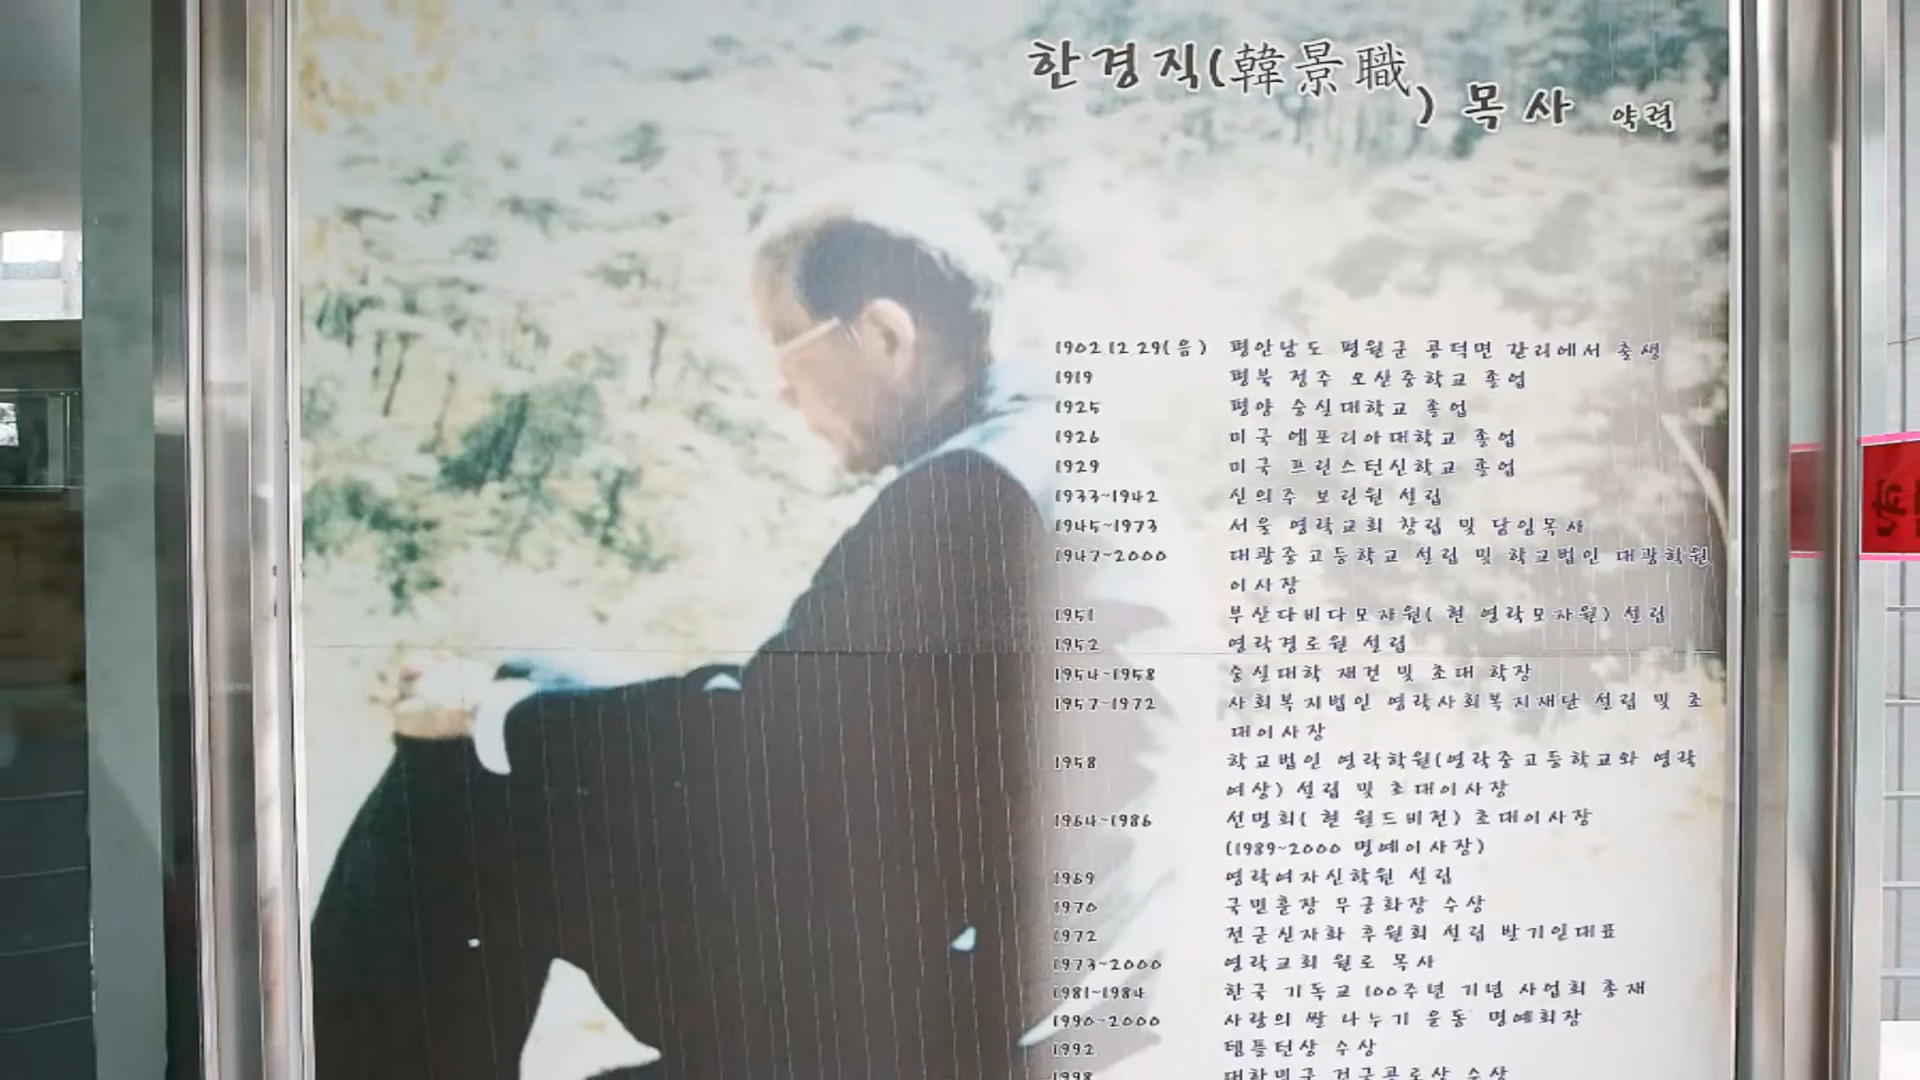 한경직(韓景職) 목사 약력
1902 12 29(음) 평안남도 평원군 공덕면 간리에서 출생
1919 평북 정주 오산중학교 졸업
1925 평양 숭실대학교 졸업
1926 미국 엠포리아대학교 졸업
1929 미국 프린스턴신학교 졸업
1933~1942 신의주 보린원 설립
1945~1973 서울 영락교회 창립 및 담임목사
1947~2000 대광중고등학교 설립 및 학교법인 대광학원
이사장
1951 부산다비다모자원( 현 영락모자원) 설립
1952 영락경로원 설립
1954~1958 숭실대학 재건 및 초대 학장
1957~1972 사회복지법인 영락사회복지재단 설립 및 초
대이사장
1958 학교법인 영락학원(영락중고등학교와 영락
여상) 설립 및 초대이사장
1964~1986 선명회( 현 월드비전) 초대이사장
(1989~2000 명예이사장)
1969 영락여자신학원 설립
1970 국민훈장 무궁화장 수상
1972 전군신자화 후원회 설립 발기인대표
1973~2000 영락교회 원로 목사
1981~1984 한국 기독교 100주년 기념 사업회 총재
1990~2000 사랑의 쌀 나누기 운동 명예회장
1992 템플턴상 수상
1998 대한민국 건국공로상 수상